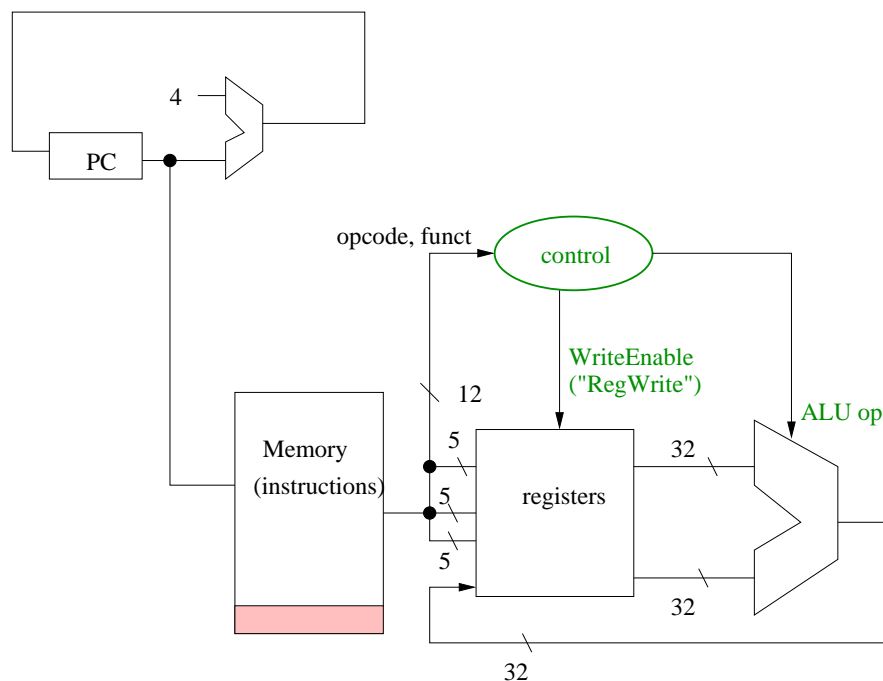 4
PC
opcode, funct
control
WriteEnable
("RegWrite")
12
ALU op
Memory
(instructions)
5
32
registers
5
5
32
32